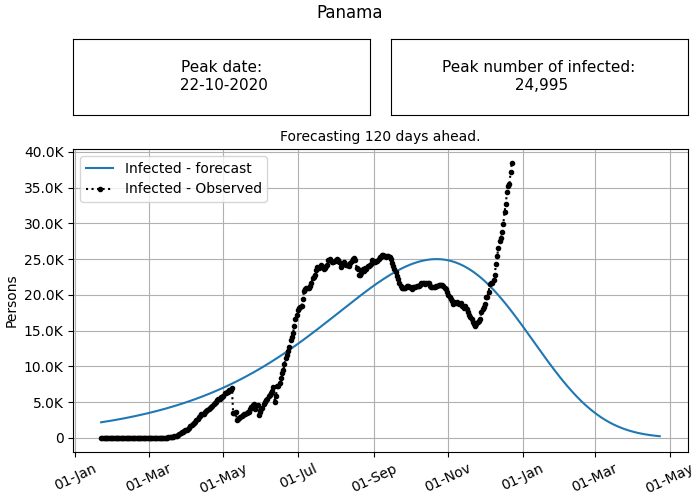 Panama
Peak date:
22-10-2020
Peak number of infected:
24,995
Forecasting 120 days ahead.
40.0K
35.0K
30.0K
25.0K
20.0K
15.0K
10.0K
5.0K
0
Persons
Infected - forecast
Infected - Observed
01-Jan
01-Mar
01-May
01-Jul
01-Sep
01-Nov
01-Jan
01-Mar
01-May